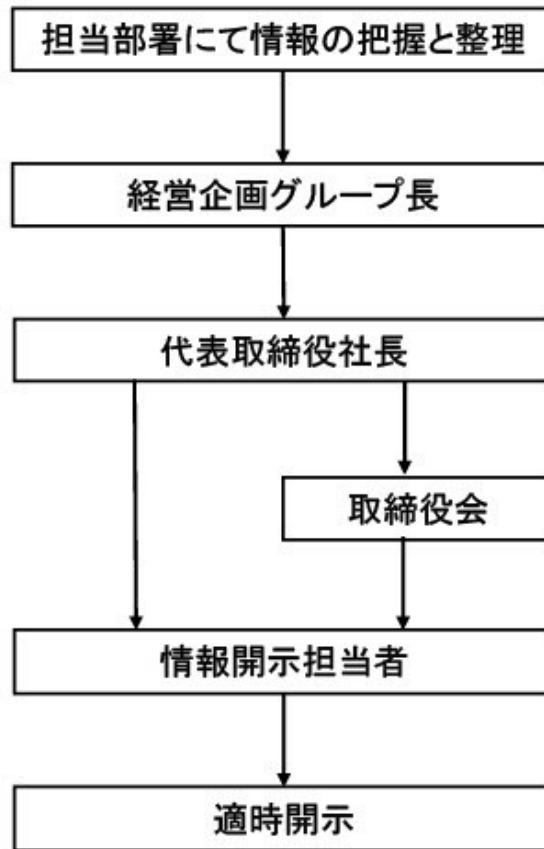 担当部署にて情報の把握と整理
経営企画グループ長
代表取締役社長
取締役会
情報開示担当者
適時開示